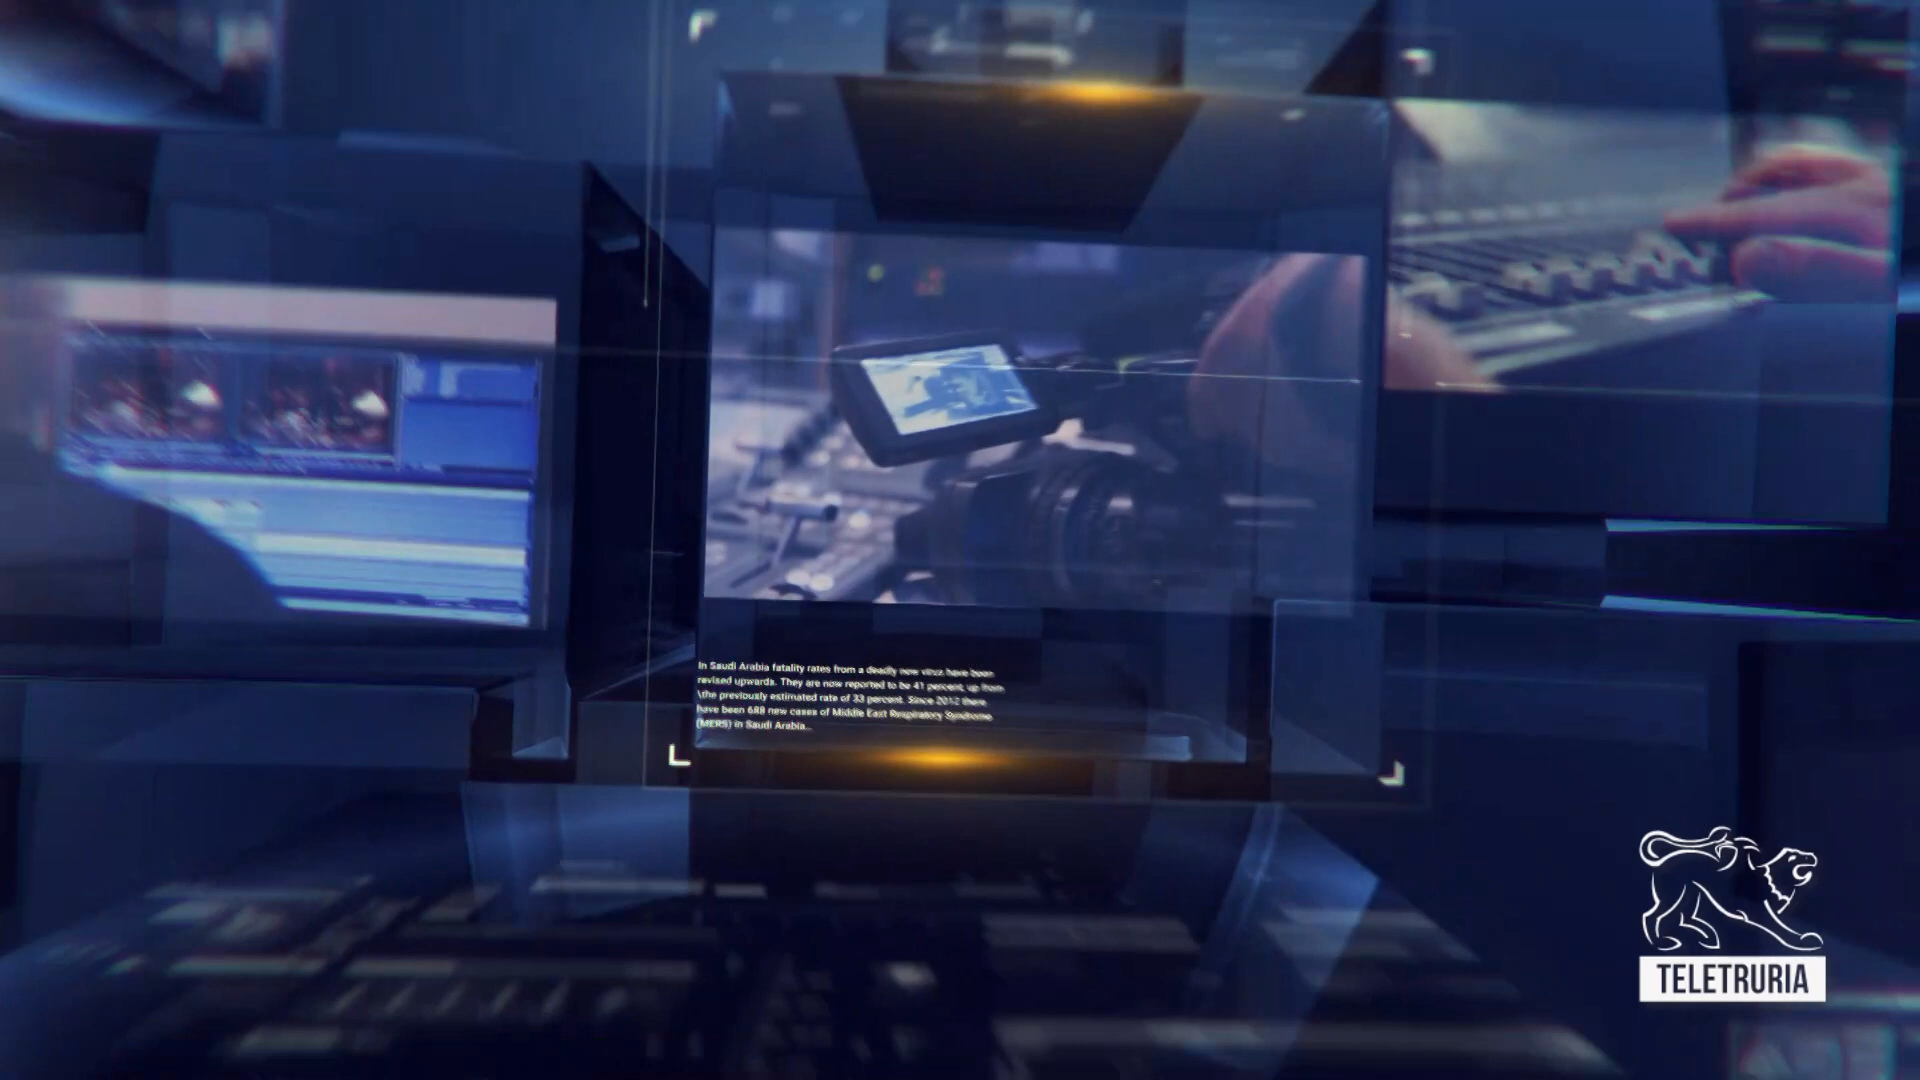 In Saudi Arabia fatality rates from a deadly new virus have been
revised upwards. They are now reported to be 41 percent, up from
\the previously estimated rate of 33 percent. Since 2012 there
have been 688 new cases of Middle East Respiratory Syndrome
(MERS) in Saudi Arabia...
TELETRURIA